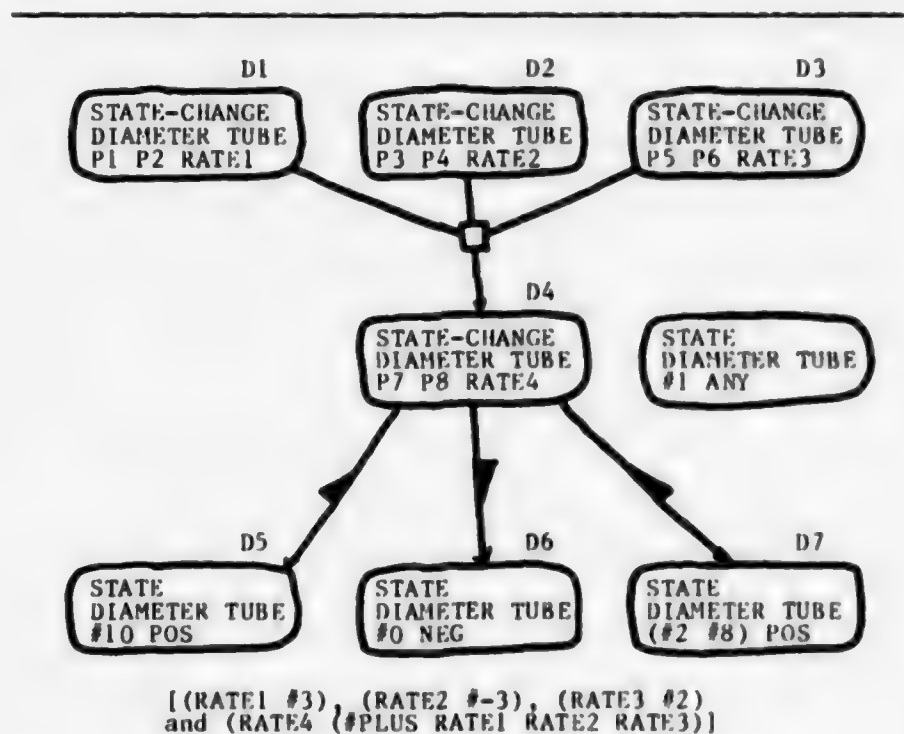 D1 D2 D3
STATE-CHANGE
DIAMETER TUBE
P1 P2 RATE1
STATE-CHANGE
DIAMETER TUBE
P3 P4 RATE2
STATE-CHANGE
DIAMETER TUBE
P5 P6 RATE3
D4
STATE-CHANGE
DIAMETER TUBE
P7 P8 RATE4
STATE
DIAMETER TUBE
#1 ANY
D5 D6 D7
STATE
DIAMETER TUBE
#10 POS
STATE
DIAMETER TUBE
#0 NEG
STATE
DIAMETER TUBE
(#2 #8) POS
[(RATE1 #3), (RATE2 #-3), (RATE3 #2)
and (RATE4 (#PLUS RATE1 RATE2 RATE3)]